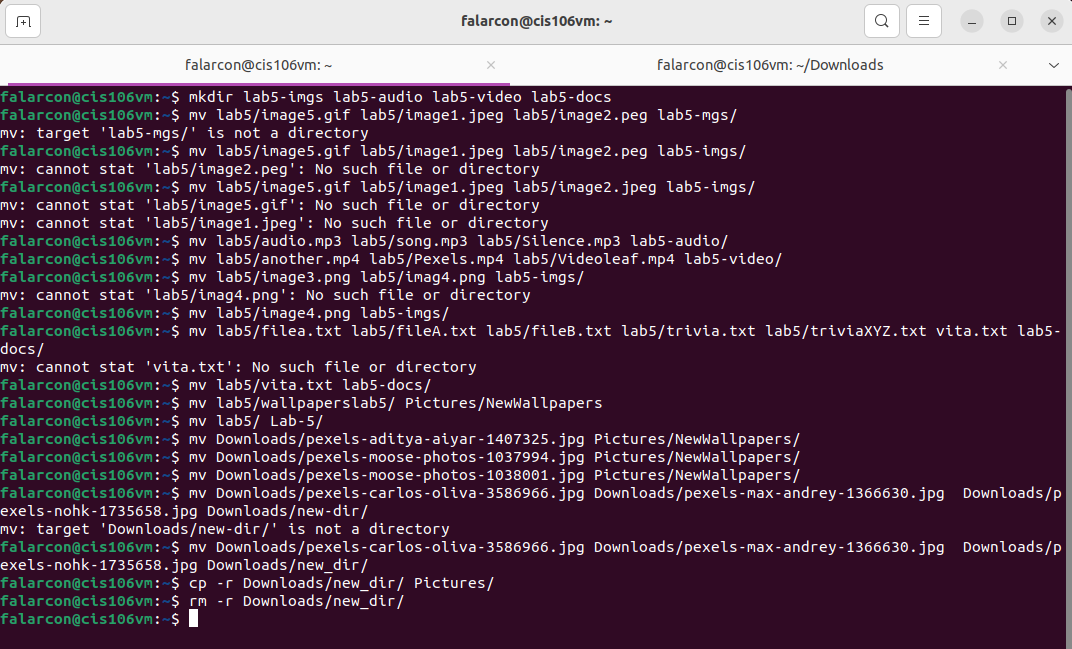 falarcon@cis106vm: ~
falarcon@cis106vm: ~
falarcon@cis106vm: ~/Downloads
falarcon@cis106vm:~$ mkdir lab5-imgs lab5-audio lab5-video lab5-docs
falarcon@cis106vm:~$ mv lab5/image5.gif lab5/image1.jpeg lab5/image2.peg lab5-mgs/
mv: target 'lab5-mgs/' is not a directory
falarcon@cis106vm:~$ mv lab5/image5.gif lab5/image1.jpeg lab5/image2.peg lab5-imgs/
mv: cannot stat 'lab5/image2.peg': No such file or directory
falarcon@cis106vm:~$ mv lab5/image5.gif lab5/image1.jpeg lab5/image2.jpeg lab5-imgs/
mv: cannot stat 'lab5/image5.gif': No such file or directory
mv: cannot stat 'lab5/image1.jpeg': No such file or directory
falarcon@cis106vm:~$ mv lab5/audio.mp3 lab5/song.mp3 lab5/Silence.mp3 lab5-audio/
falarcon@cis106vm:~$ mv lab5/another.mp4 lab5/Pexels.mp4 lab5/Videoleaf.mp4 lab5-video/
falarcon@cis106vm:~$ mv lab5/image3.png lab5/imag4.png lab5-imgs/
mv: cannot stat 'lab5/imag4.png': No such file or directory
falarcon@cis106vm:~$ mv lab5/image4.png lab5-imgs/
falarcon@cis106vm:~$ mv lab5/filea.txt lab5/fileA.txt lab5/fileB.txt lab5/trivia.txt lab5/triviaXYZ.txt vita.txt lab5-
docs/
mv: cannot stat 'vita.txt': No such file or directory
falarcon@cis106vm:~$ mv lab5/vita.txt lab5-docs/
falarcon@cis106vm:~$ mv lab5/wallpaperslab5/ Pictures/NewWallpapers
falarcon@cis106vm:~$ mv lab5/ Lab-5/
falarcon@cis106vm:~$ mv Downloads/pexels-aditya-aiyar-1407325.jpg Pictures/NewWallpapers/
falarcon@cis106vm:~$ mv Downloads/pexels-moose-photos-1037994.jpg Pictures/NewWallpapers/
falarcon@cis106vm:~$ mv Downloads/pexels-moose-photos-1038001.jpg Pictures/NewWallpapers/
falarcon@cis106vm:~$ mv Downloads/pexels-carlos-oliva-3586966.jpg Downloads/pexels-max-andrey-1366630.jpg  Downloads/p
exels-nohk-1735658.jpg Downloads/new-dir/
mv: target 'Downloads/new-dir/' is not a directory
falarcon@cis106vm:~$ mv Downloads/pexels-carlos-oliva-3586966.jpg Downloads/pexels-max-andrey-1366630.jpg  Downloads/p
exels-nohk-1735658.jpg Downloads/new_dir/
falarcon@cis106vm:~$ cp -r Downloads/new_dir/ Pictures/
falarcon@cis106vm:~$ rm -r Downloads/new_dir/
falarcon@cis106vm:~$